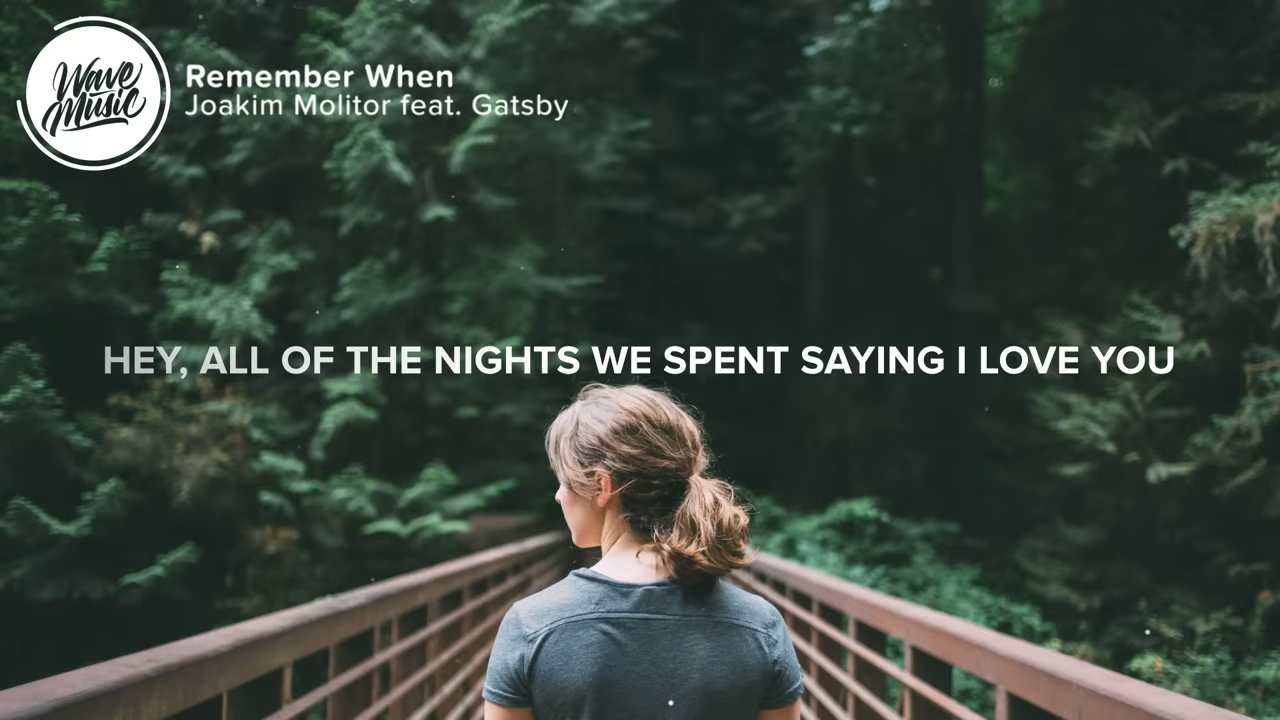 Wave
Music
Remember When
Joakim Molitor feat. Gatsby
HEY, ALL OF THE NIGHTS WE SPENT SAYING I LOVE YOU